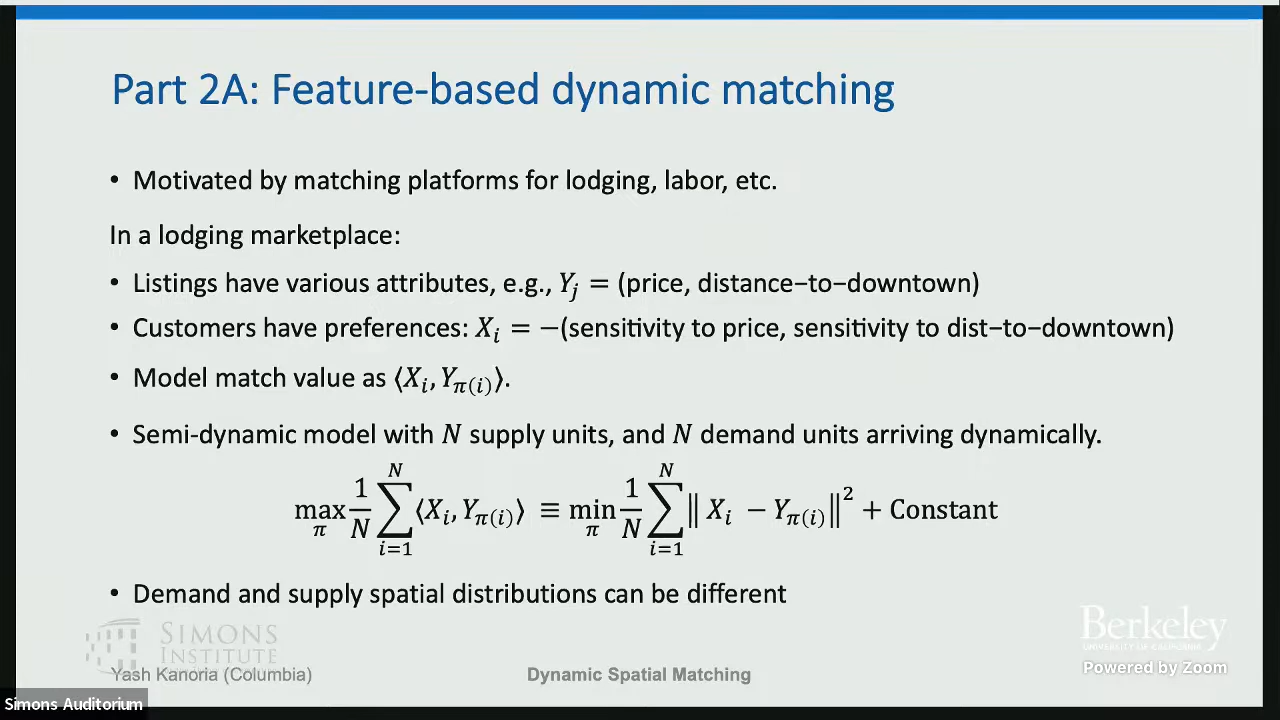 Part 2A: Feature-based dynamic matching
• Motivated by matching platforms for lodging, labor, etc.
In a lodging marketplace:
• Listings have various attributes, e.g., Y_j = (price, distance−to−downtown)
• Customers have preferences: X_i = −(sensitivity to price, sensitivity to dist−to−downtown)
• Model match value as ⟨X_i, Y_π(i)⟩.
• Semi-dynamic model with N supply units, and N demand units arriving dynamically.
max_π 1/N ∑_{i=1}^{N} ⟨X_i, Y_π(i)⟩ ≡ min_π 1/N ∑_{i=1}^{N} ‖ X_i − Y_π(i) ‖² + Constant
• Demand and supply spatial distributions can be different
SIMONS
INSTITUTE
Berkeley
UNIVERSITY OF CALIFORNIA
Powered by Zoom
Yash Kanoria (Columbia)
Dynamic Spatial Matching
Simons Auditorium